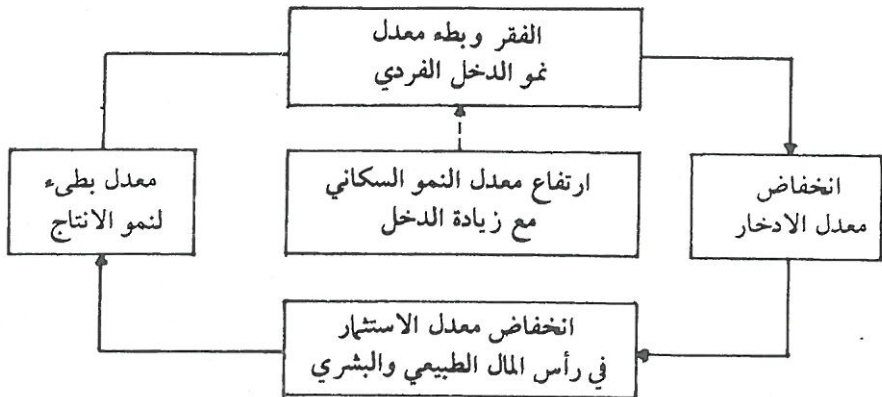 الفقر وبطء معدل
نمو الدخل الفردي
ارتفاع معدل النمو السكاني
مع زيادة الدخل
انخفاض
معدل الادخار
معدل بطىء
لنمو الانتاج
انخفاض معدل الاستثمار
في رأس المال الطبيعي والبشري